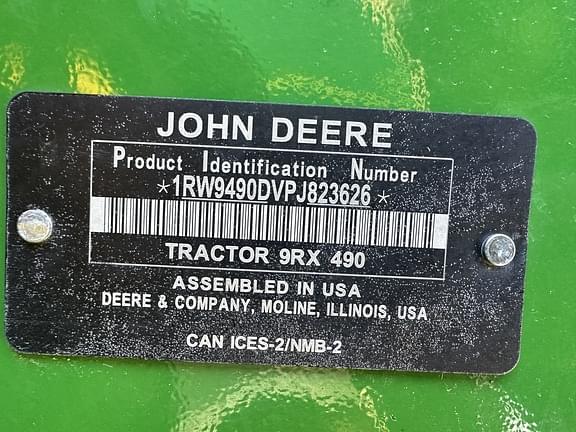 JOHN DEERE
Product Identification Number
*1RW9490DVPJ823626*
TRACTOR 9RX 490
ASSEMBLED IN USA
DEERE & COMPANY, MOLINE, ILLINOIS, USA
CAN ICES-2/NMB-2